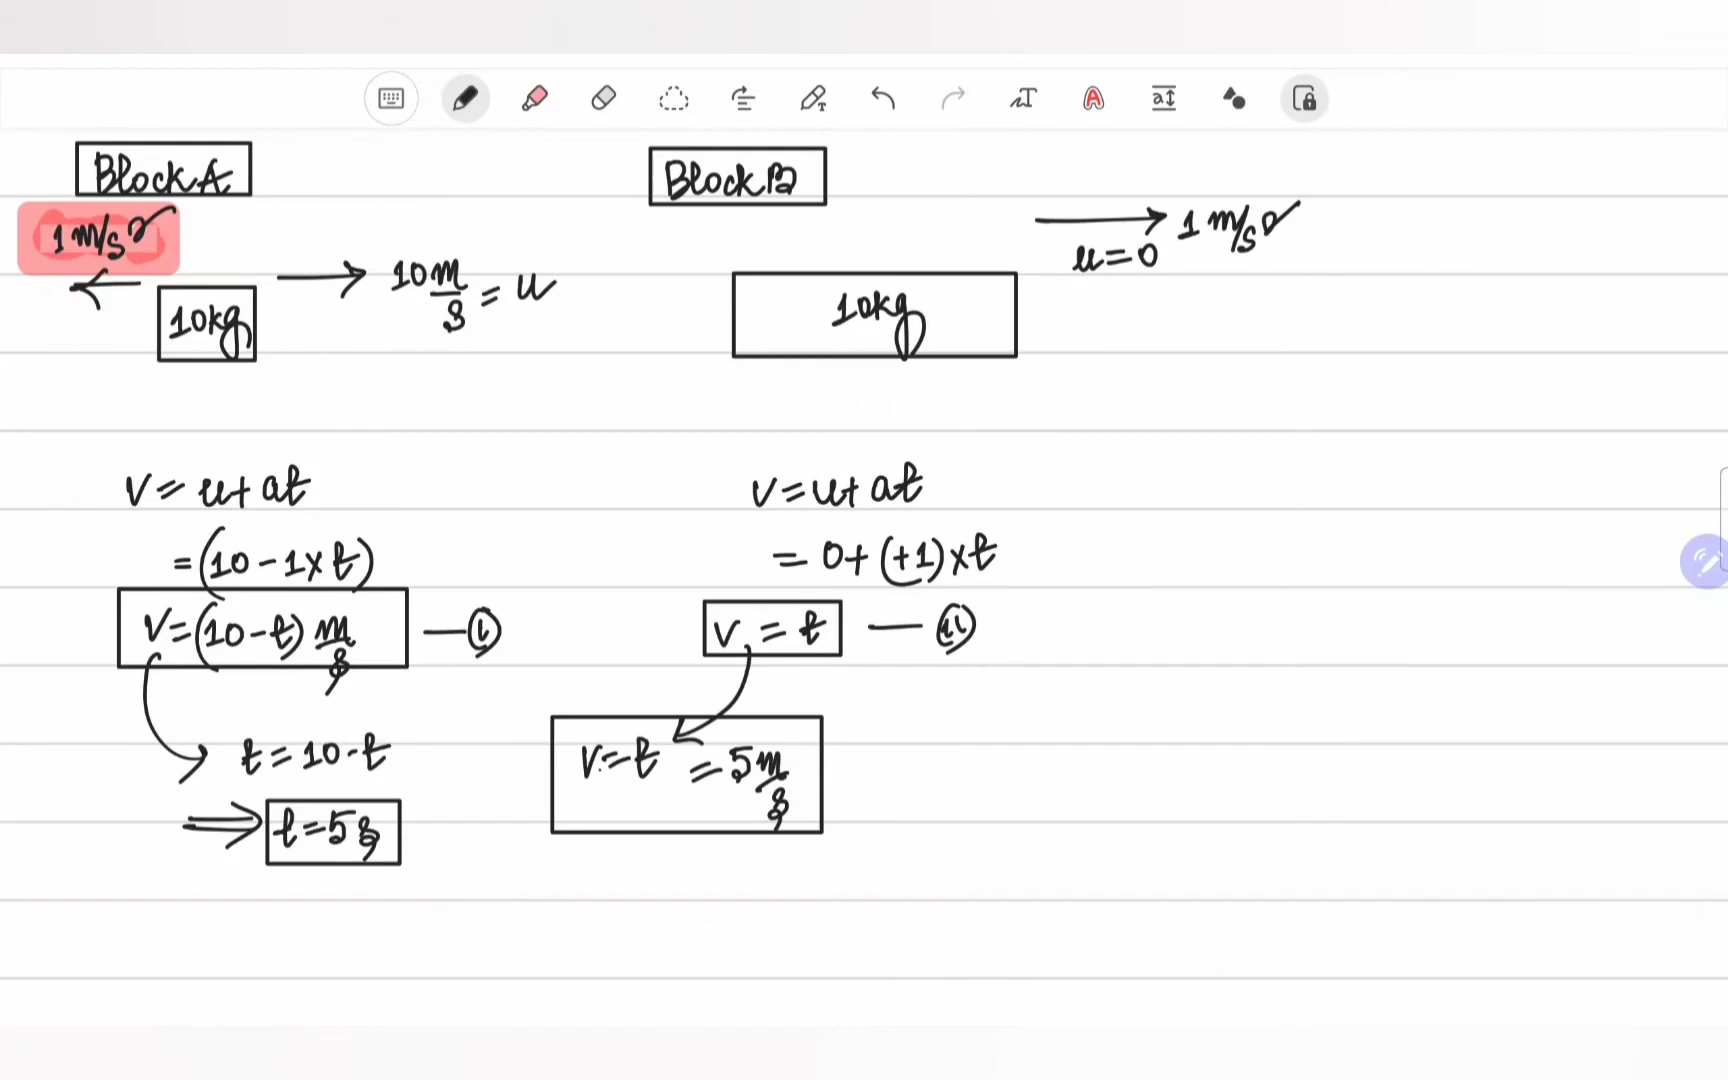 Block A
Block B
1 m/s²
→ 1 m/s²
u=0
← 10kg → 10 m/s = u
10kg
V = u+ at
= (10 - 1 x t)
V = (10 - t) m/s — (i)
t = 10 - t
⇒ t = 5s
V = u+ at
= 0 + (+1) x t
V = t — (ii)
V = t = 5 m/s